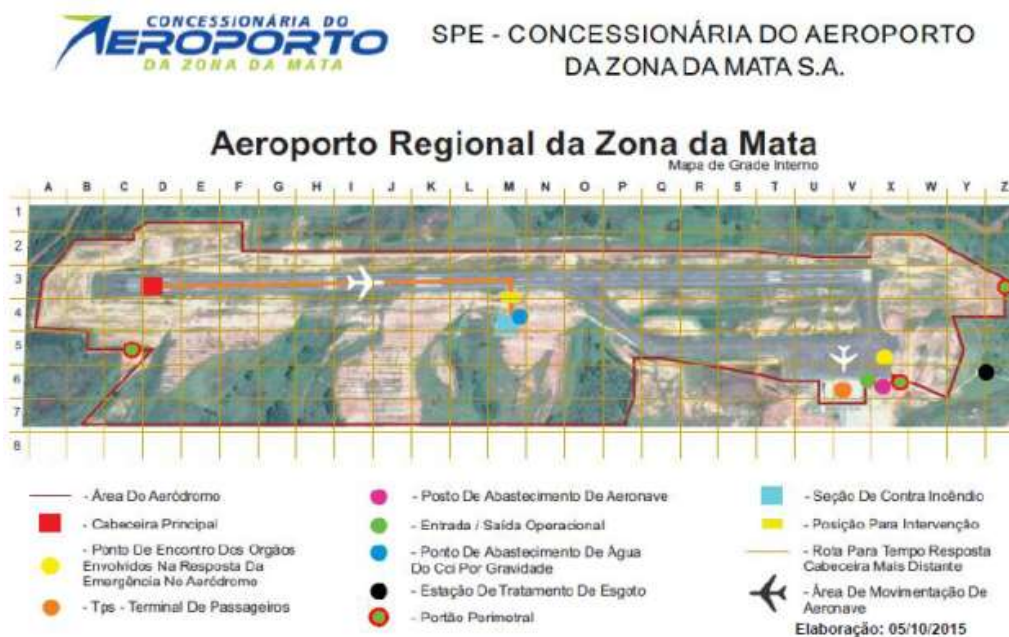 CONCESSIONÁRIA DO
AEROPORTO
DA ZONA DA MATA
SPE - CONCESSIONÁRIA DO AEROPORTO
DA ZONA DA MATA S.A.
Aeroporto Regional da Zona da Mata
Mapa de Grade Interno
A B C D E F G H I J K L M N O P Q R S T U V X W Y Z
1
2
3
4
5
6
7
8
- Área Do Aeródromo
- Cabeceira Principal
- Ponto De Encontro Dos Orgãos
Envolvidos Na Resposta Da
Emergência No Aeródromo
- Tps - Terminal De Passageiros
- Posto De Abastecimento De Aeronave
- Entrada / Saída Operacional
- Ponto De Abastecimento De Água
Do Cci Por Gravidade
- Estação De Tratamento De Esgoto
- Portão Perimetral
- Seção De Contra Incêndio
- Posição Para Intervenção
- Rota Para Tempo Resposta
Cabeceira Mais Distante
- Área De Movimentação De
Aeronave
Elaboração: 05/10/2015